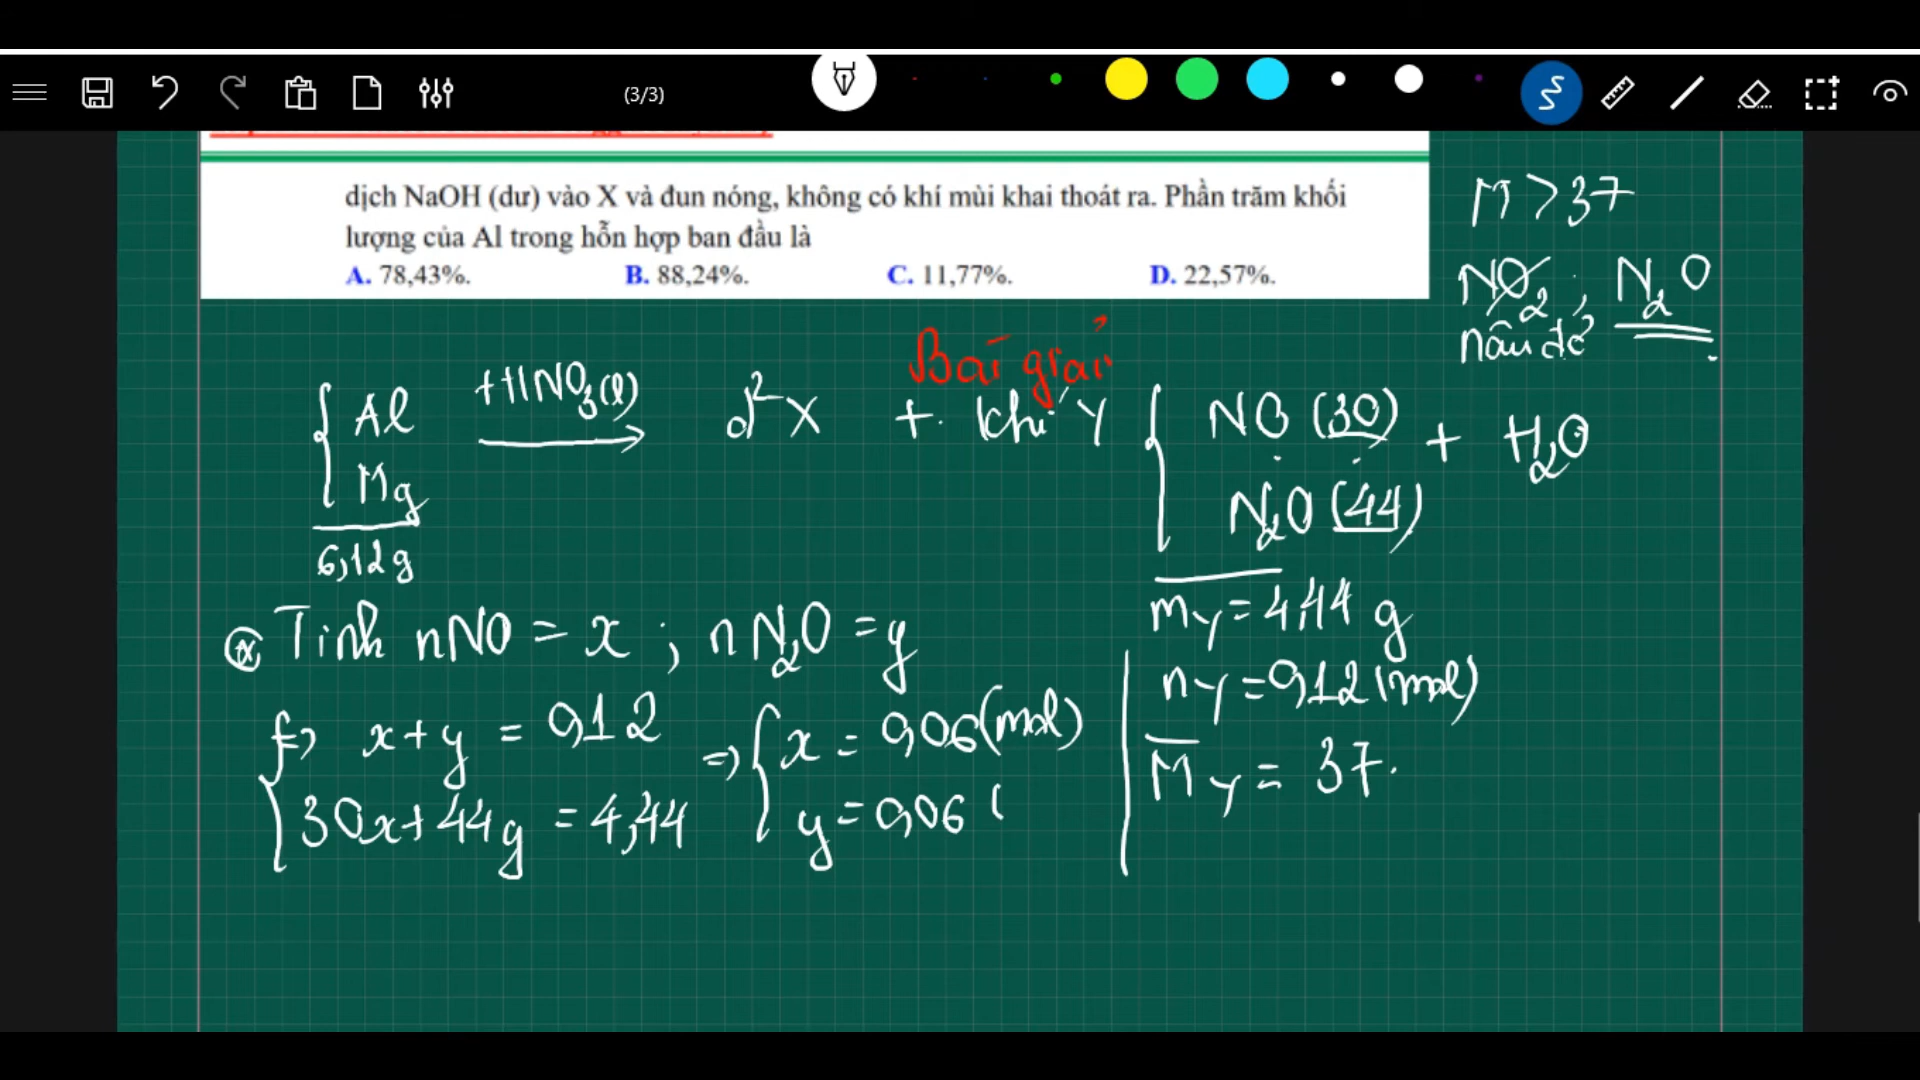 (3/3)
dịch NaOH (dư) vào X và đun nóng, không có khí mùi khai thoát ra. Phần trăm khối
lượng của Al trong hỗn hợp ban đầu là
A. 78,43%. B. 88,24%. C. 11,77%. D. 22,57%.
M > 37
NO2 ; N2O
nâu đỏ
Bài giải
Al +HNO3(l) d2 X + khí Y NO (30) + H2O
Mg N2O (44)
6,12g
mY = 4,44 g
Tính nNO = x ; nN2O = y
nY = 0,12 (mol)
x + y = 0,12 => x = 0,06 (mol)
MY = 37.
30x + 44y = 4,44 y = 0,06 (